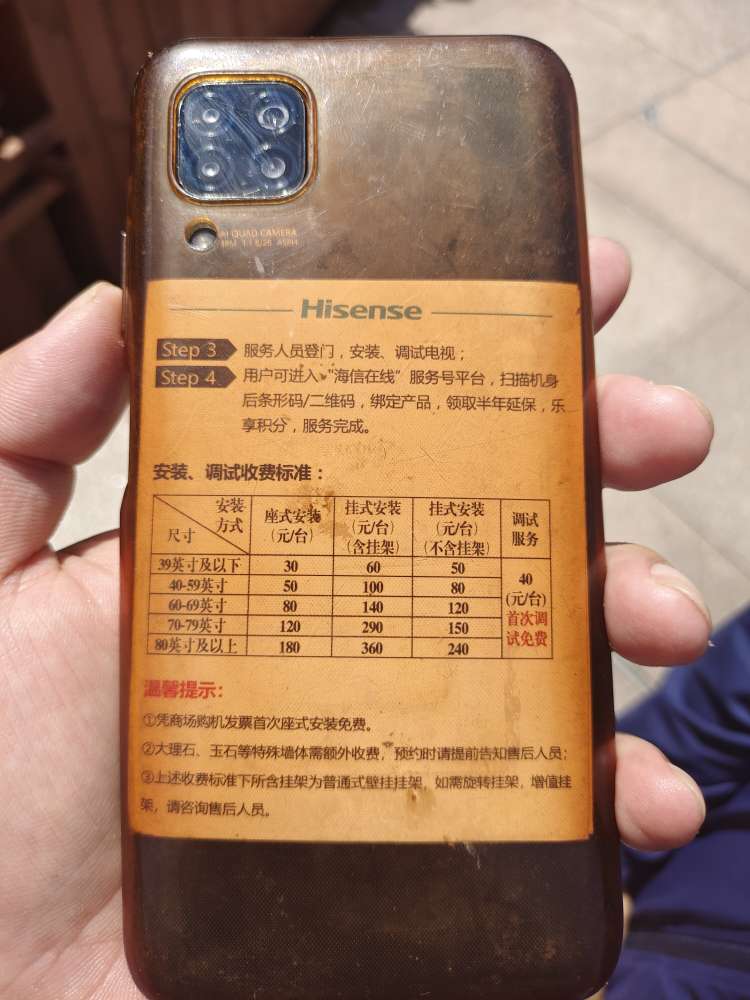 AI QUAD CAMERA
Hisense
Step 3 服务人员登门，安装、调试电视；
Step 4 用户可进入“海信在线”服务号平台，扫描机身
后条形码/二维码，绑定产品，领取半年延保，乐
享积分，服务完成。
安装、调试收费标准：
尺寸 安装方式 座式安装（元/台） 挂式安装（元/台）（含挂架） 挂式安装（元/台）（不含挂架） 调试服务
39英寸及以下 30 60 50 40（元/台）首次调试免费
40-59英寸 50 100 80
60-69英寸 80 140 120
70-79英寸 120 290 150
80英寸及以上 180 360 240
温馨提示：
①凭商场购机发票首次座式安装免费。
②大理石、玉石等特殊墙体需额外收费，预约时请提前告知售后人员；
③上述收费标准下所含挂架为普通式壁挂挂架，如需旋转挂架，增值挂
架，请咨询售后人员。